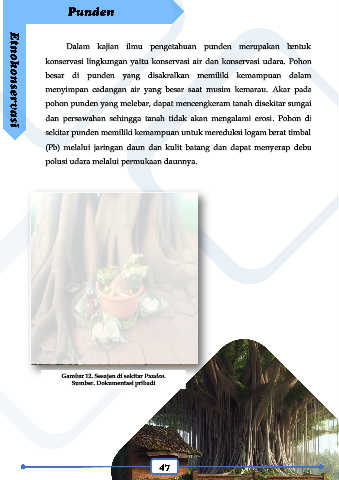 Punden
Etnokonservasi
Dalam kajian ilmu pengetahuan punden merupakan bentuk
konservasi lingkungan yaitu konservasi air dan konservasi udara. Pohon
besar di punden yang disakralkan memiliki kemampuan dalam
menyimpan cadangan air yang besar saat musim kemarau. Akar pada
pohon punden yang melebar, dapat mencengkeram tanah disekitar sungai
dan persawahan sehingga tanah tidak akan mengalami erosi. Pohon di
sekitar punden memiliki kemampuan untuk mereduksi logam berat timbal
(Pb) melalui jaringan daun dan kulit batang dan dapat menyerap debu
polusi udara melalui permukaan daunnya.
Gambar 12. Sesajen di sekitar Punden.
Sumber. Dokumentasi pribadi
47